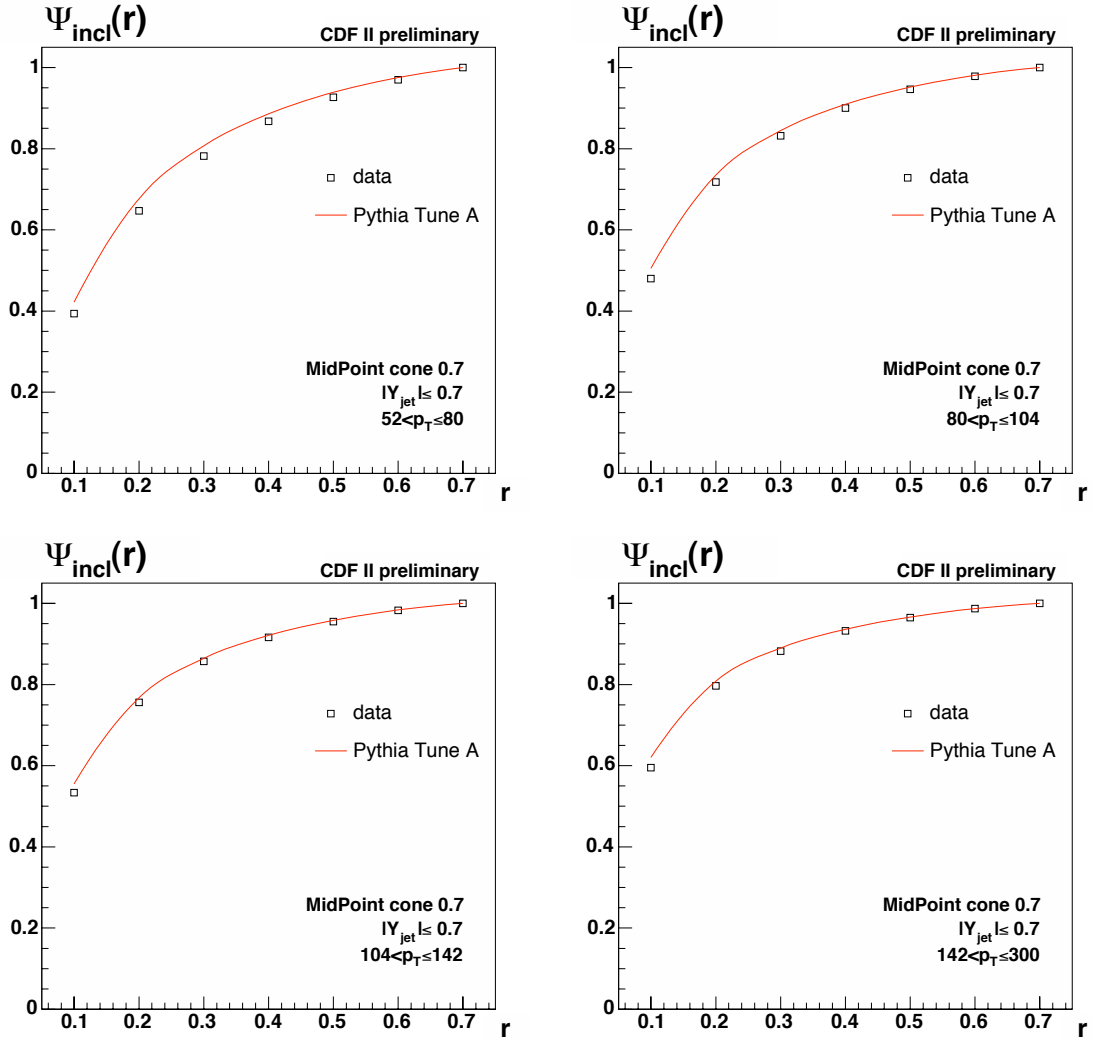 Ψincl(r)
CDF II preliminary
1
0.8
0.6
0.4
0.2
0
data
Pythia Tune A
MidPoint cone 0.7
|Yjet|≤ 0.7
52<pT≤80
0.1 0.2 0.3 0.4 0.5 0.6 0.7 r
Ψincl(r)
CDF II preliminary
1
0.8
0.6
0.4
0.2
0
data
Pythia Tune A
MidPoint cone 0.7
|Yjet|≤ 0.7
80<pT≤104
0.1 0.2 0.3 0.4 0.5 0.6 0.7 r
Ψincl(r)
CDF II preliminary
1
0.8
0.6
0.4
0.2
0
data
Pythia Tune A
MidPoint cone 0.7
|Yjet|≤ 0.7
104<pT≤142
0.1 0.2 0.3 0.4 0.5 0.6 0.7 r
Ψincl(r)
CDF II preliminary
1
0.8
0.6
0.4
0.2
0
data
Pythia Tune A
MidPoint cone 0.7
|Yjet|≤ 0.7
142<pT≤300
0.1 0.2 0.3 0.4 0.5 0.6 0.7 r